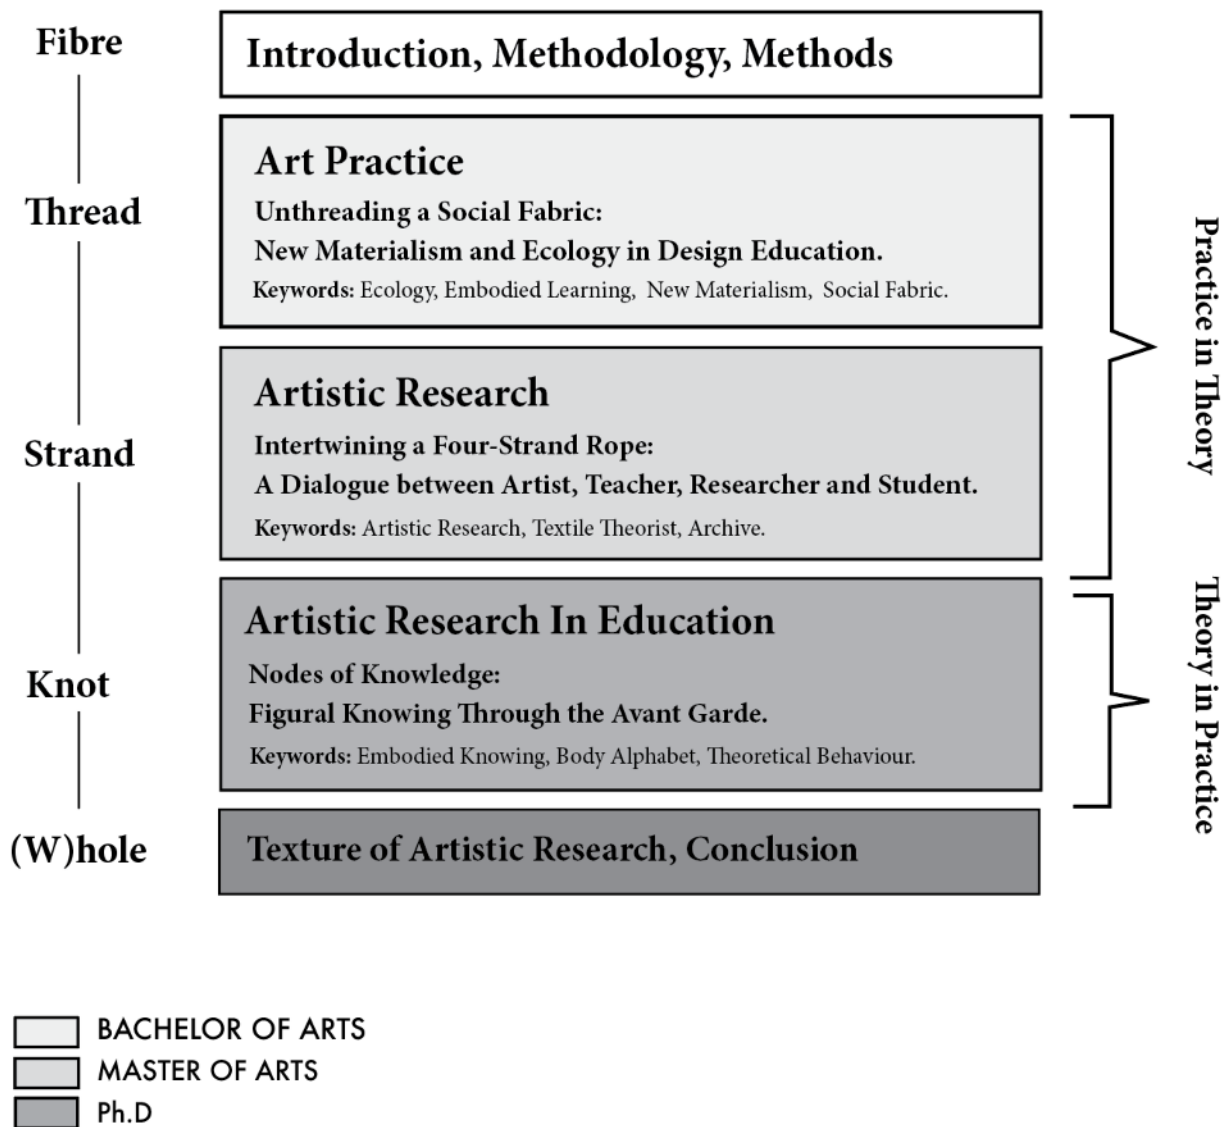 Fibre
Introduction, Methodology, Methods
Thread
Art Practice
Unthreading a Social Fabric:
New Materialism and Ecology in Design Education.
Keywords: Ecology, Embodied Learning, New Materialism, Social Fabric.
Strand
Artistic Research
Intertwining a Four-Strand Rope:
A Dialogue between Artist, Teacher, Researcher and Student.
Keywords: Artistic Research, Textile Theorist, Archive.
Practice in Theory
Knot
Artistic Research In Education
Nodes of Knowledge:
Figural Knowing Through the Avant Garde.
Keywords: Embodied Knowing, Body Alphabet, Theoretical Behaviour.
Theory in Practice
(W)hole
Texture of Artistic Research, Conclusion
BACHELOR OF ARTS
MASTER OF ARTS
Ph.D